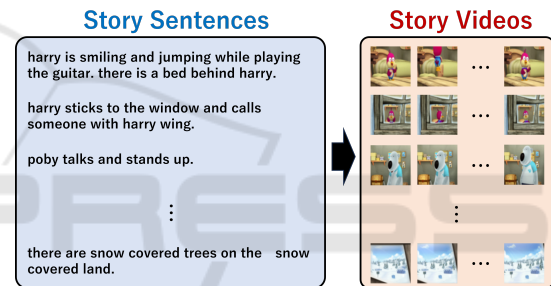 Story Sentences
Story Videos
harry is smiling and jumping while playing
the guitar. there is a bed behind harry.
harry sticks to the window and calls
someone with harry wing.
poby talks and stands up.
there are snow covered trees on the snow
covered land.
PRESS